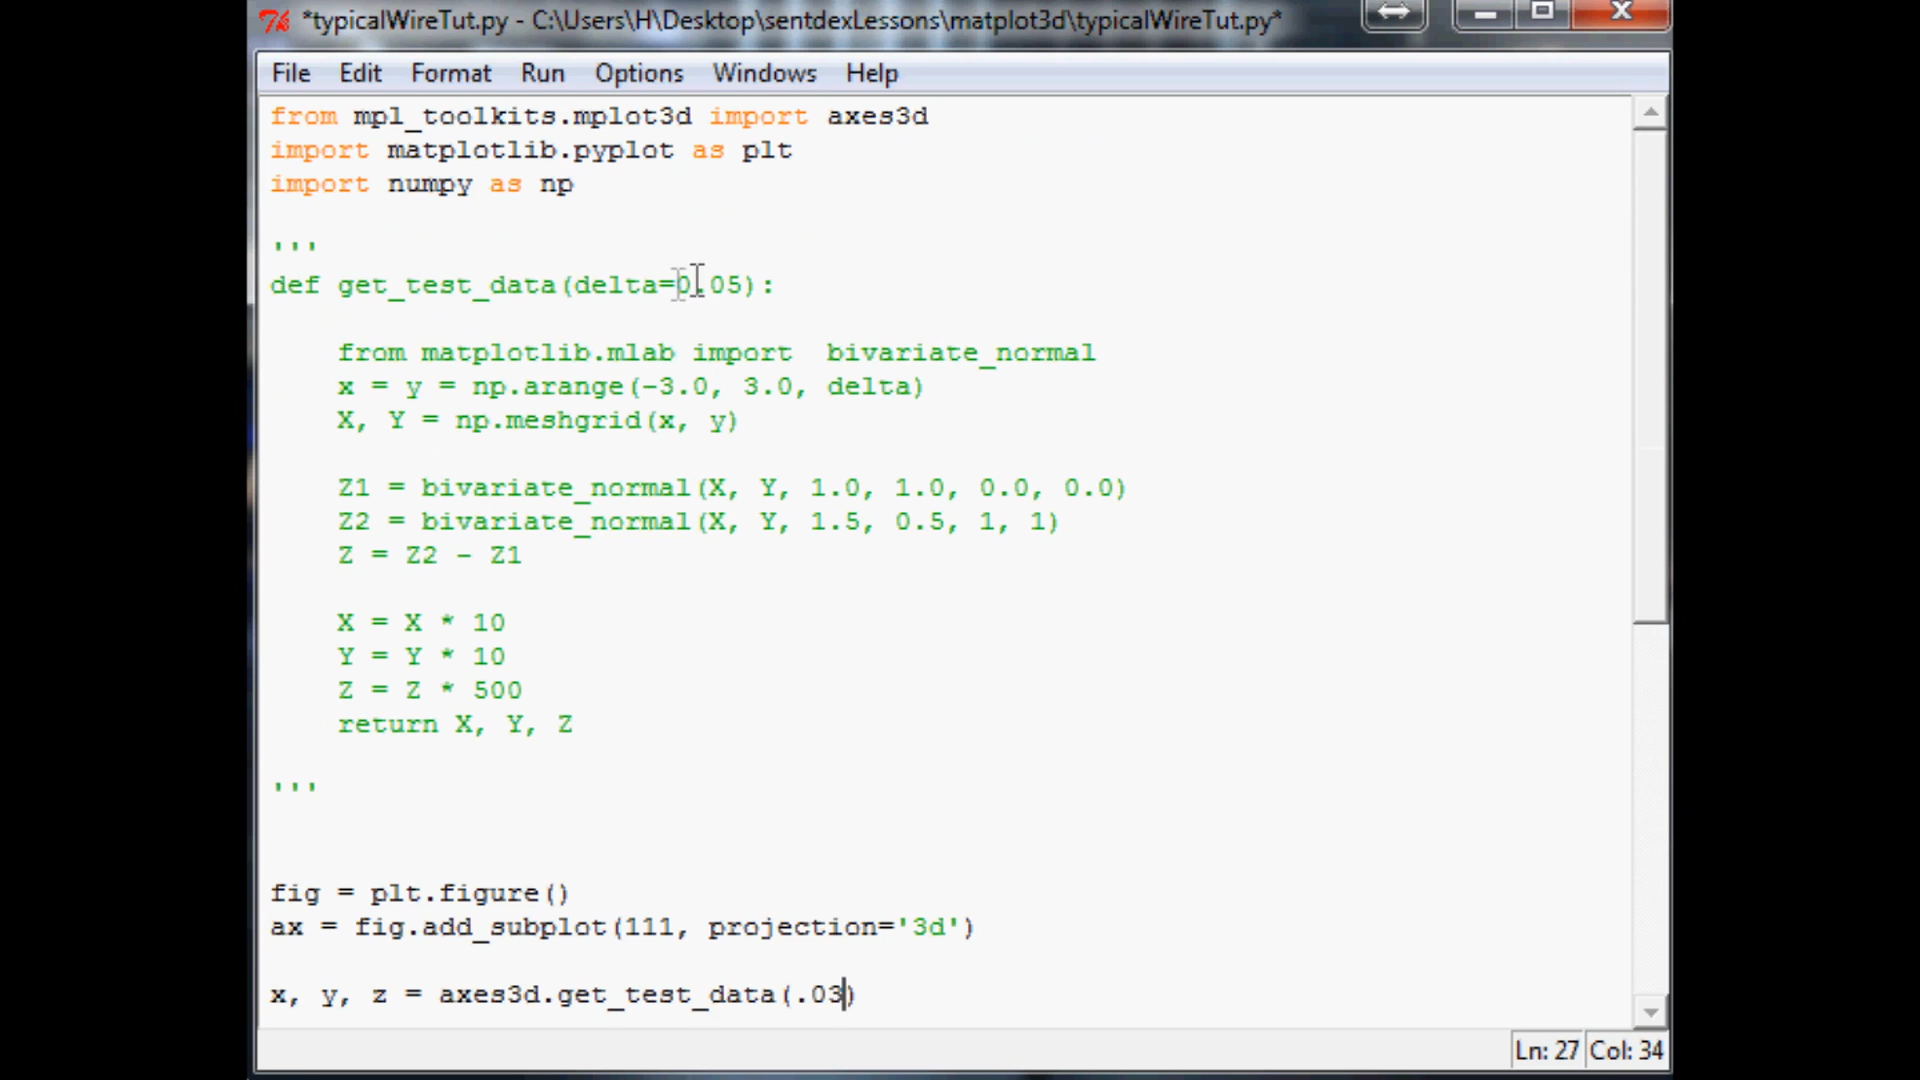 *typicalWireTut.py - C:\Users\H\Desktop\sentdexLessons\matplot3d\typicalWireTut.py*
File Edit Format Run Options Windows Help
from mpl_toolkits.mplot3d import axes3d
import matplotlib.pyplot as plt
import numpy as np
'''
def get_test_data(delta=0.05):
    from matplotlib.mlab import  bivariate_normal
    x = y = np.arange(-3.0, 3.0, delta)
    X, Y = np.meshgrid(x, y)
    Z1 = bivariate_normal(X, Y, 1.0, 1.0, 0.0, 0.0)
    Z2 = bivariate_normal(X, Y, 1.5, 0.5, 1, 1)
    Z = Z2 - Z1
    X = X * 10
    Y = Y * 10
    Z = Z * 500
    return X, Y, Z
'''
fig = plt.figure()
ax = fig.add_subplot(111, projection='3d')
x, y, z = axes3d.get_test_data(.03)
Ln: 27 Col: 34